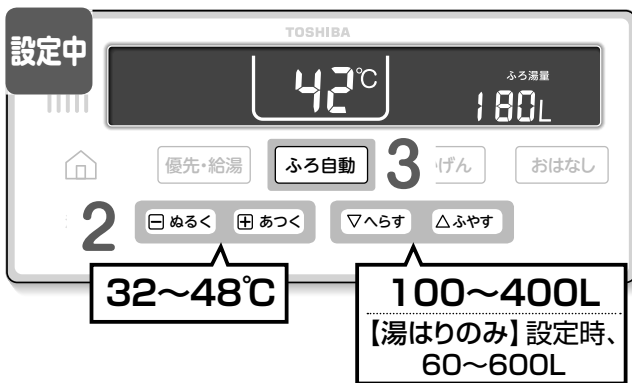 設定中
TOSHIBA
42℃
ふろ湯量
180L
優先・給湯
ふろ自動
3
げん
おはなし
2
⊟ ぬるく
⊞ あつく
▽へらす
△ふやす
32〜48℃
100〜400L
【湯はりのみ】設定時、
60〜600L